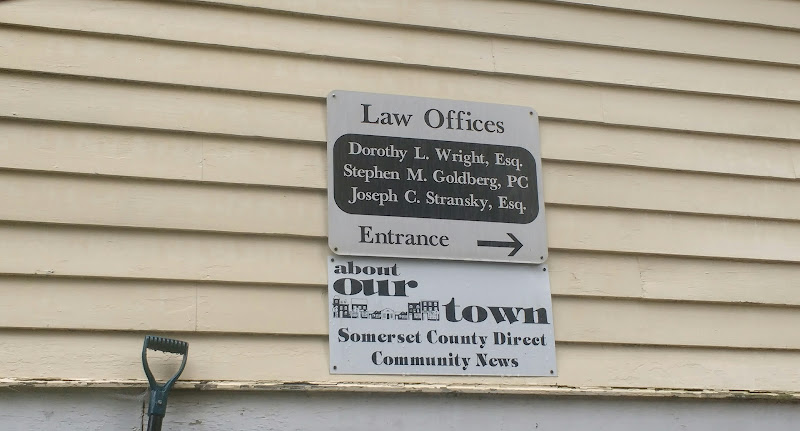 Law Offices
Dorothy L. Wright, Esq.
Stephen M. Goldberg, PC
Joseph C. Stransky, Esq.
Entrance →
about
our
town
Somerset County Direct
Community News